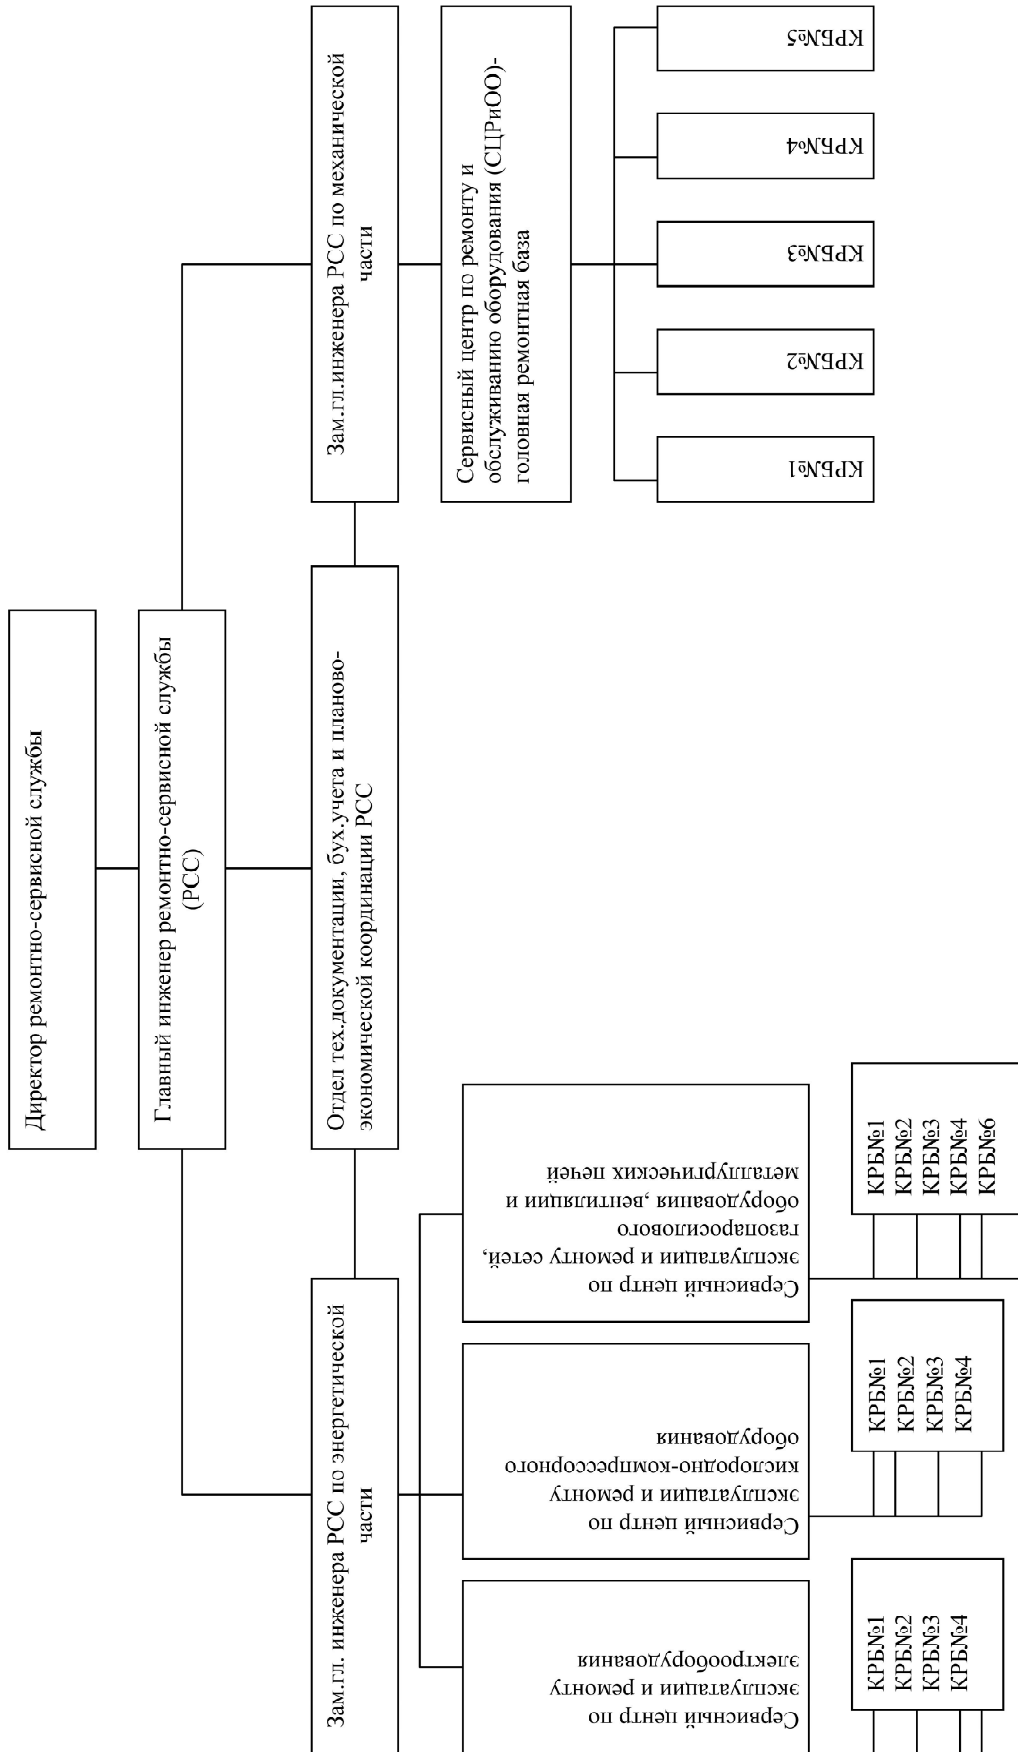 Директор ремонтно-сервисной службы
Главный инженер ремонтно-сервисной службы
(РСС)
Зам.гл. инженера РСС по энергетической
части
Отдел тех.документации, бух.учета и планово-
экономической координации РСС
Зам.гл.инженера РСС по механической
части
Сервисный центр по
эксплуатации и ремонту
электрооборудования
Сервисный центр по
эксплуатации и ремонту
кислородно-компрессорного
оборудования
Сервисный центр по
эксплуатации и ремонту сетей,
газопаросилового
оборудования ,вентиляции и
металлургических печей
Сервисный центр по ремонту и
обслуживанию оборудования (СЦРиОО)-
головная ремонтная база
КРБ№1
КРБ№2
КРБ№3
КРБ№4
КРБ№1
КРБ№2
КРБ№3
КРБ№4
КРБ№1
КРБ№2
КРБ№3
КРБ№4
КРБ№6
КРБ№1
КРБ№2
КРБ№3
КРБ№4
КРБ№5